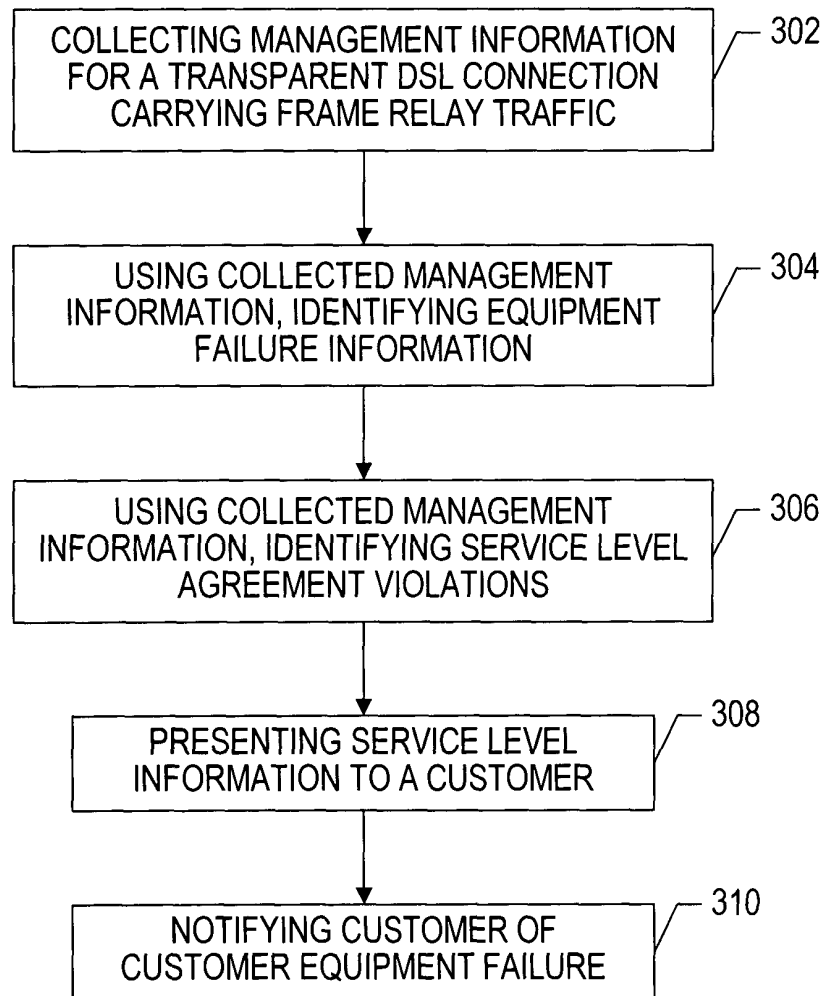 COLLECTING MANAGEMENT INFORMATION
FOR A TRANSPARENT DSL CONNECTION
CARRYING FRAME RELAY TRAFFIC
302
USING COLLECTED MANAGEMENT
INFORMATION, IDENTIFYING EQUIPMENT
FAILURE INFORMATION
304
USING COLLECTED MANAGEMENT
INFORMATION, IDENTIFYING SERVICE LEVEL
AGREEMENT VIOLATIONS
306
PRESENTING SERVICE LEVEL
INFORMATION TO A CUSTOMER
308
NOTIFYING CUSTOMER OF
CUSTOMER EQUIPMENT FAILURE
310